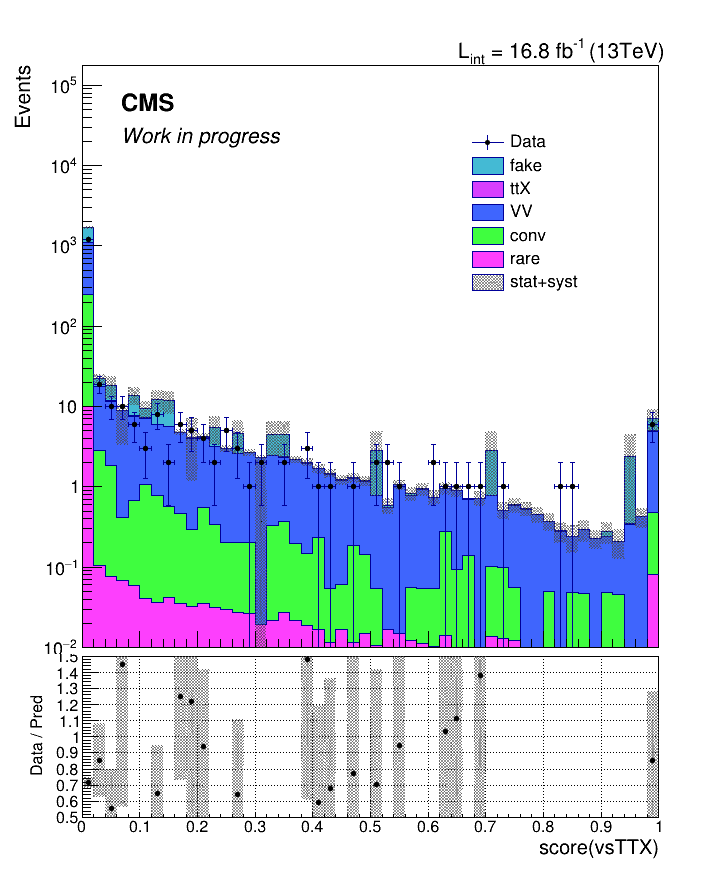 L_int = 16.8 fb^-1 (13TeV)
Events
CMS
Work in progress
Data
fake
ttX
VV
conv
rare
stat+syst
10^5
10^4
10^3
10^2
10
1
10^-1
10^-2
Data / Pred
1.5
1.4
1.3
1.2
1.1
1
0.9
0.8
0.7
0.6
0.5
0 0.1 0.2 0.3 0.4 0.5 0.6 0.7 0.8 0.9 1
score(vsTTX)